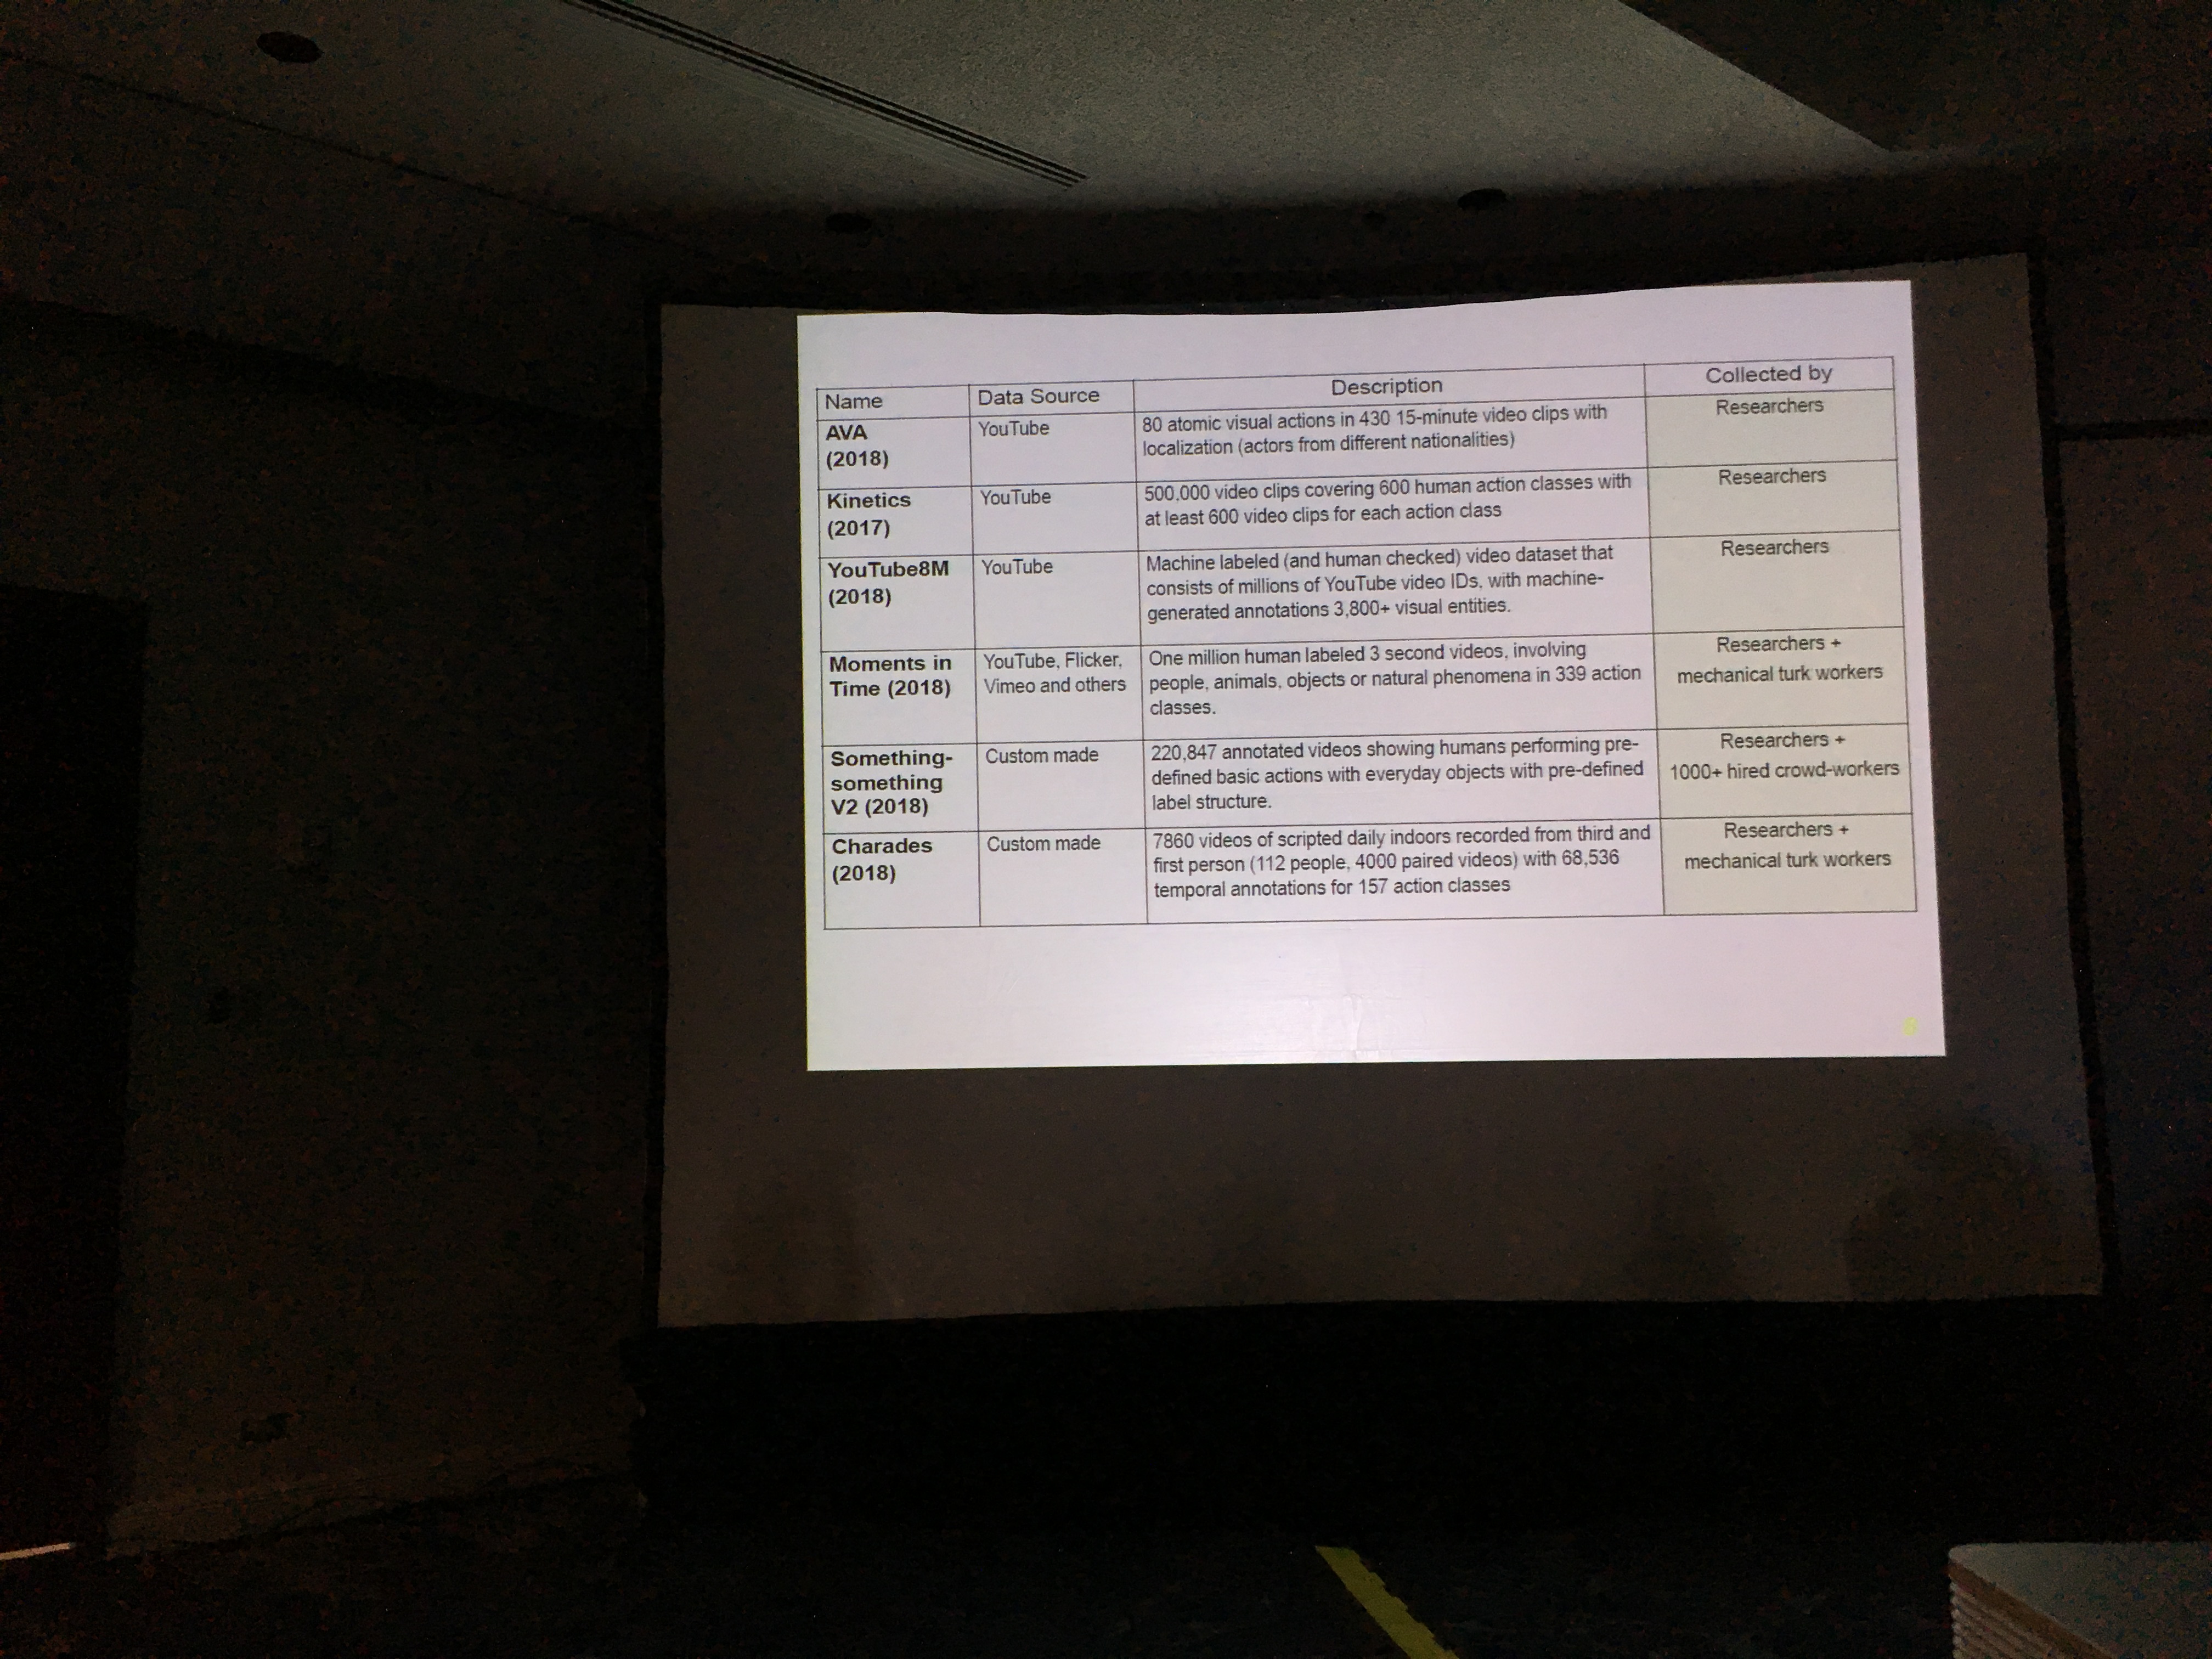 Name Data Source Description Collected by
AVA
(2018)
YouTube
80 atomic visual actions in 430 15-minute video clips with
localization (actors from different nationalities)
Researchers
Kinetics
(2017)
YouTube
500,000 video clips covering 600 human action classes with
at least 600 video clips for each action class
Researchers
YouTube8M
(2018)
YouTube
Machine labeled (and human checked) video dataset that
consists of millions of YouTube video IDs, with machine-
generated annotations 3,800+ visual entities.
Researchers
Moments in
Time (2018)
YouTube, Flicker,
Vimeo and others
One million human labeled 3 second videos, involving
people, animals, objects or natural phenomena in 339 action
classes.
Researchers +
mechanical turk workers
Something-
something
V2 (2018)
Custom made
220,847 annotated videos showing humans performing pre-
defined basic actions with everyday objects with pre-defined
label structure.
Researchers +
1000+ hired crowd-workers
Charades
(2018)
Custom made
7860 videos of scripted daily indoors recorded from third and
first person (112 people, 4000 paired videos) with 68,536
temporal annotations for 157 action classes
Researchers +
mechanical turk workers